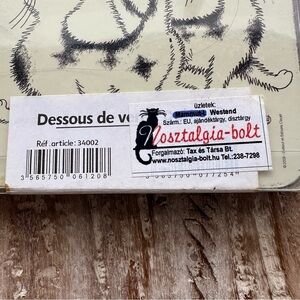 Dessous de
Réf.article: 34002
3 565750 061208
üzletek:
Mammut Westend
Szárm.: EU, ajándéktárgy, dísztárgy
Nosztalgia-bolt
Forgalmazó: Tax és Társa Bt.
www.nosztalgia-bolt.hu Tel.:238-7298